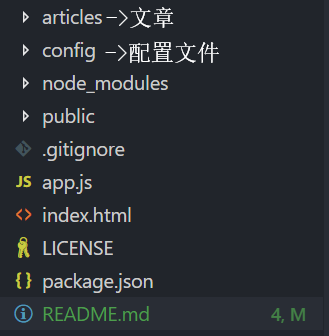 articles->文章
config ->配置文件
node_modules
public
.gitignore
JS app.js
<> index.html
LICENSE
{} package.json
README.md 4, M